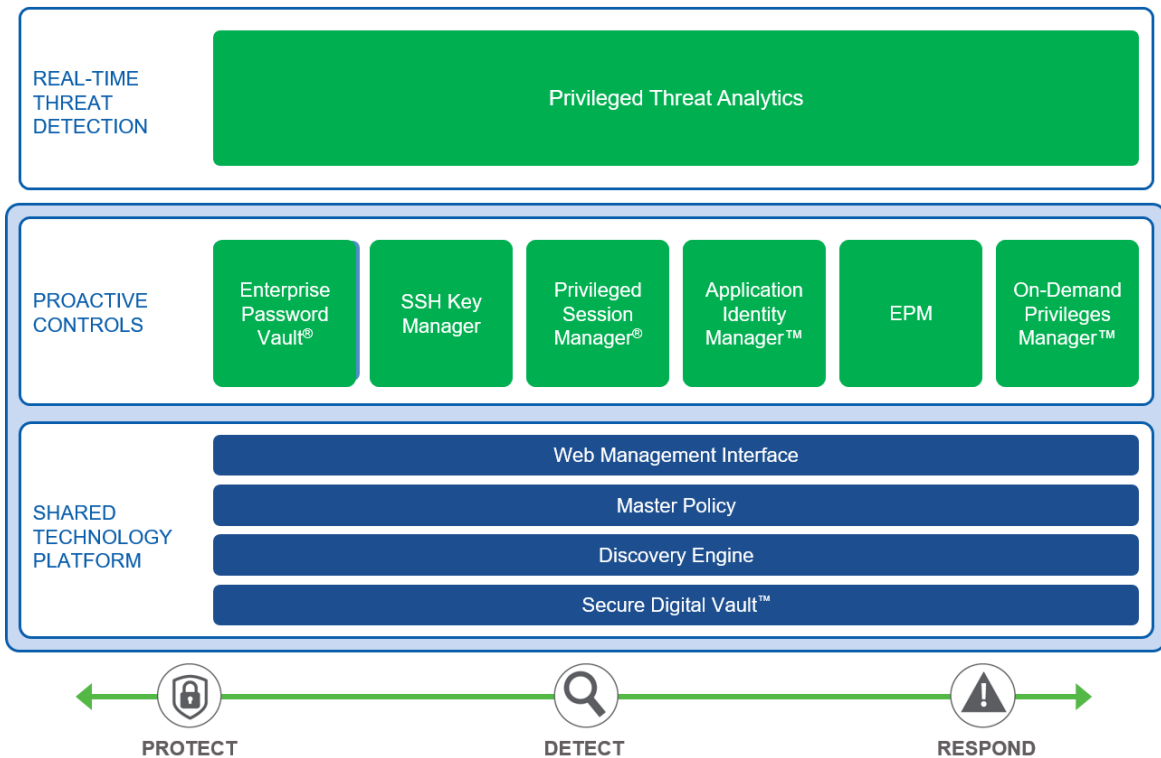 REAL-TIME
THREAT
DETECTION
Privileged Threat Analytics
PROACTIVE
CONTROLS
Enterprise
Password
Vault®
SSH Key
Manager
Privileged
Session
Manager®
Application
Identity
Manager™
EPM
On-Demand
Privileges
Manager™
SHARED
TECHNOLOGY
PLATFORM
Web Management Interface
Master Policy
Discovery Engine
Secure Digital Vault™
PROTECT
DETECT
RESPOND